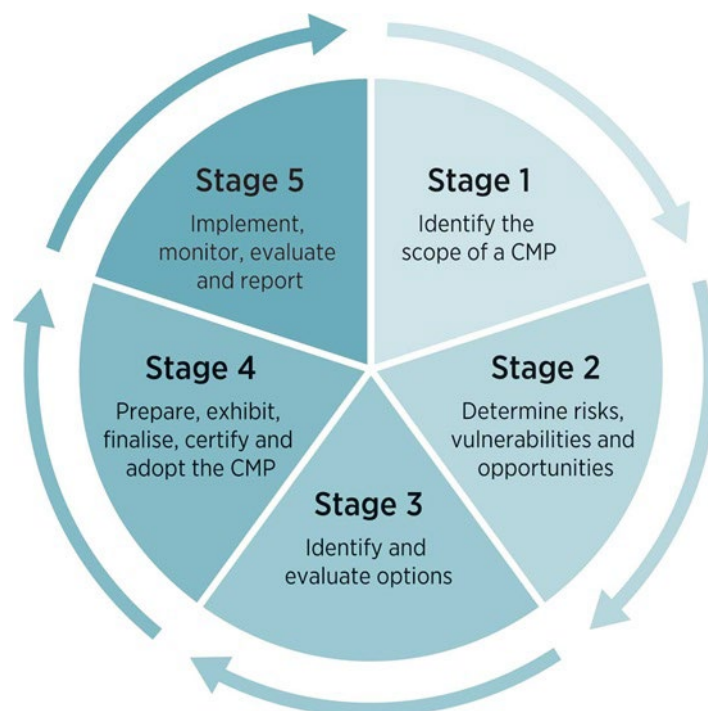 Stage 1
Identify the
scope of a CMP
Stage 2
Determine risks,
vulnerabilities and
opportunities
Stage 3
Identify and
evaluate options
Stage 4
Prepare, exhibit,
finalise, certify and
adopt the CMP
Stage 5
Implement,
monitor, evaluate
and report